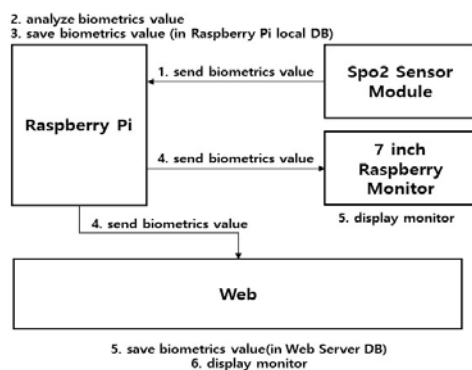 2. analyze biometrics value
3. save biometrics value (in Raspberry Pi local DB)
1. send biometrics value
Spo2 Sensor
Module
Raspberry Pi
4. send biometrics value
7 inch
Raspberry
Monitor
5. display monitor
4. send biometrics value
Web
5. save biometrics value(in Web Server DB)
6. display monitor